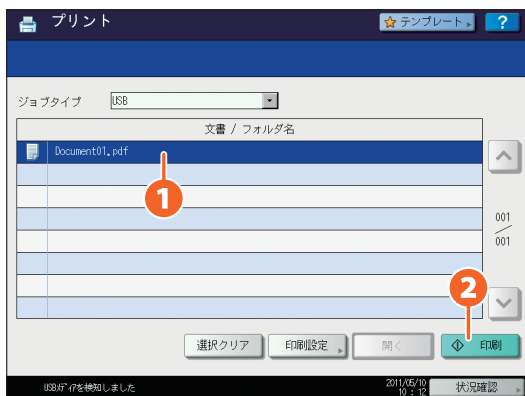 プリント
テンプレート
?
ジョブタイプ USB
文書 / フォルダ名
Document01.pdf
1
001
001
2
選択クリア 印刷設定 開く 印刷
USBﾒﾃﾞｨｱを検知しました 2011/05/10
10 : 12
状況確認